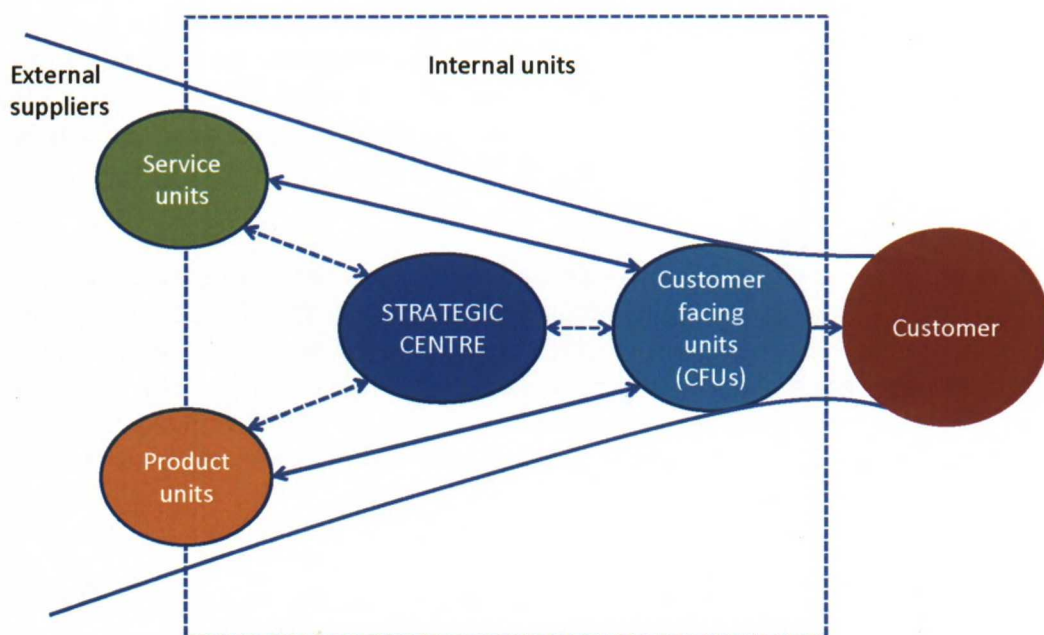 Internal units
External
suppliers
Service
units
STRATEGIC
CENTRE
Customer
facing
units
(CFUs)
Customer
Product
units